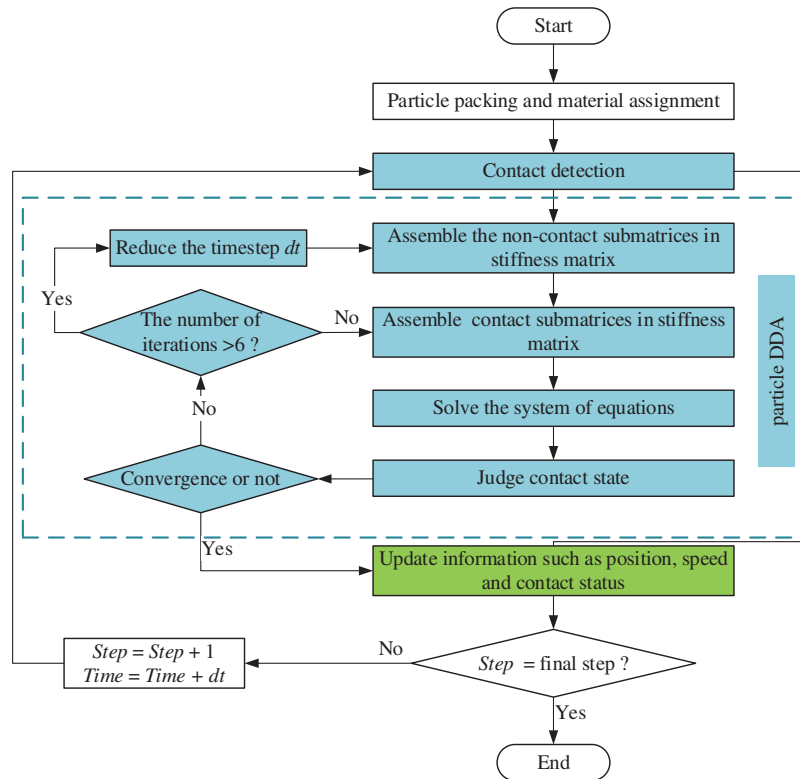 Start
Particle packing and material assignment
Contact detection
Reduce the timestep dt
Assemble the non-contact submatrices in
stiffness matrix
Yes
The number of
iterations >6 ?
No
Assemble contact submatrices in stiffness
matrix
particle DDA
No
Solve the system of equations
Convergence or not
Judge contact state
Yes
Update information such as position, speed
and contact status
Step = Step + 1
Time = Time + dt
No
Step = final step ?
Yes
End